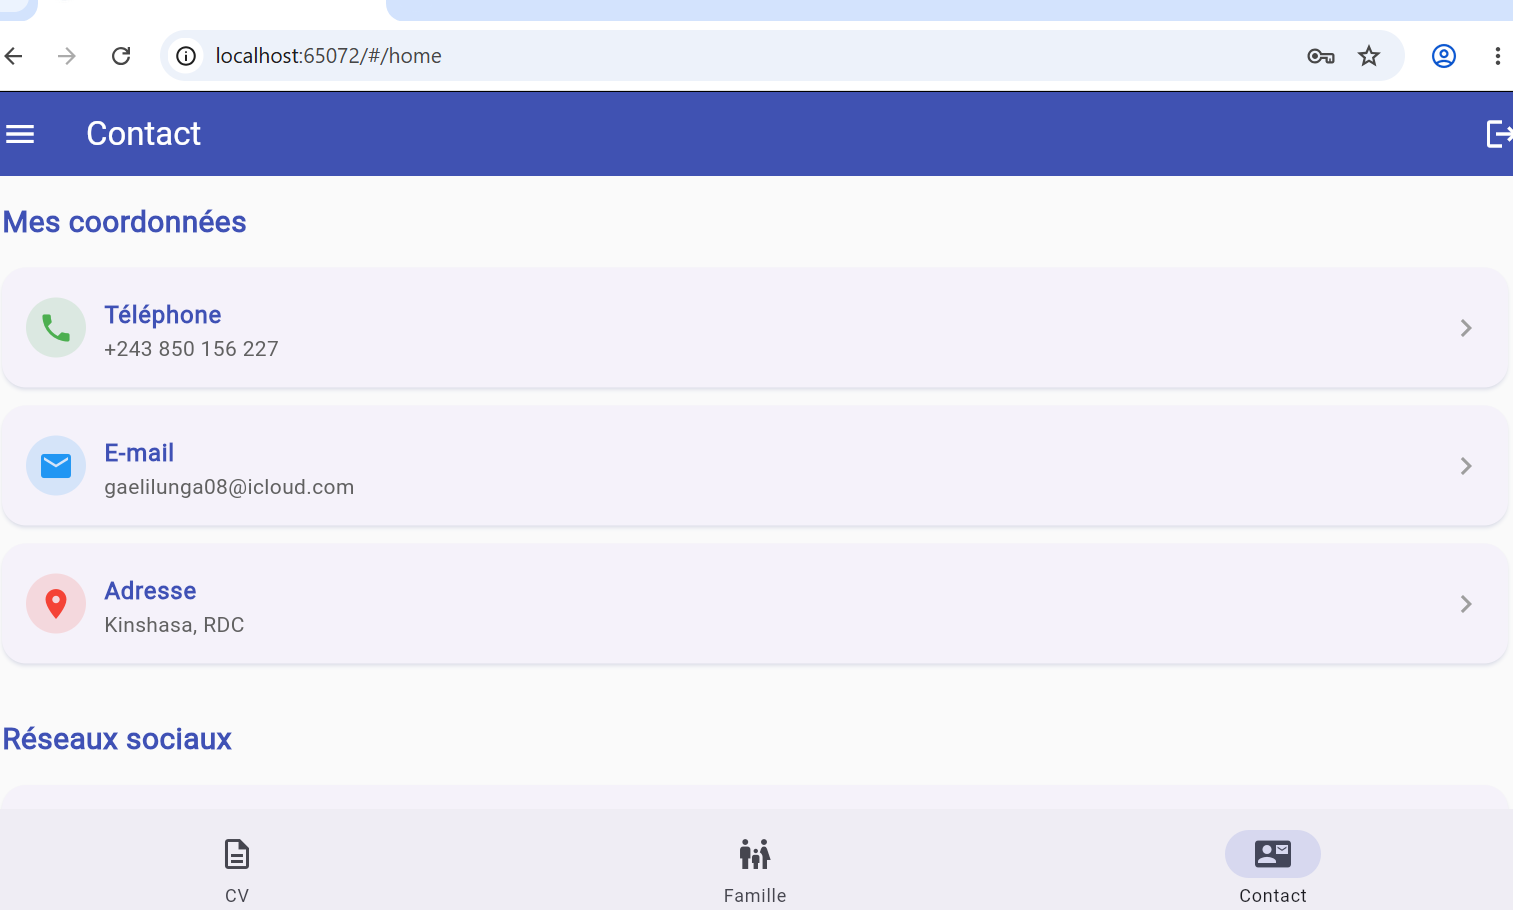 localhost:65072/#/home
Contact
Mes coordonnées
Téléphone
+243 850 156 227
E-mail
gaelilunga08@icloud.com
Adresse
Kinshasa, RDC
Réseaux sociaux
CV
Famille
Contact